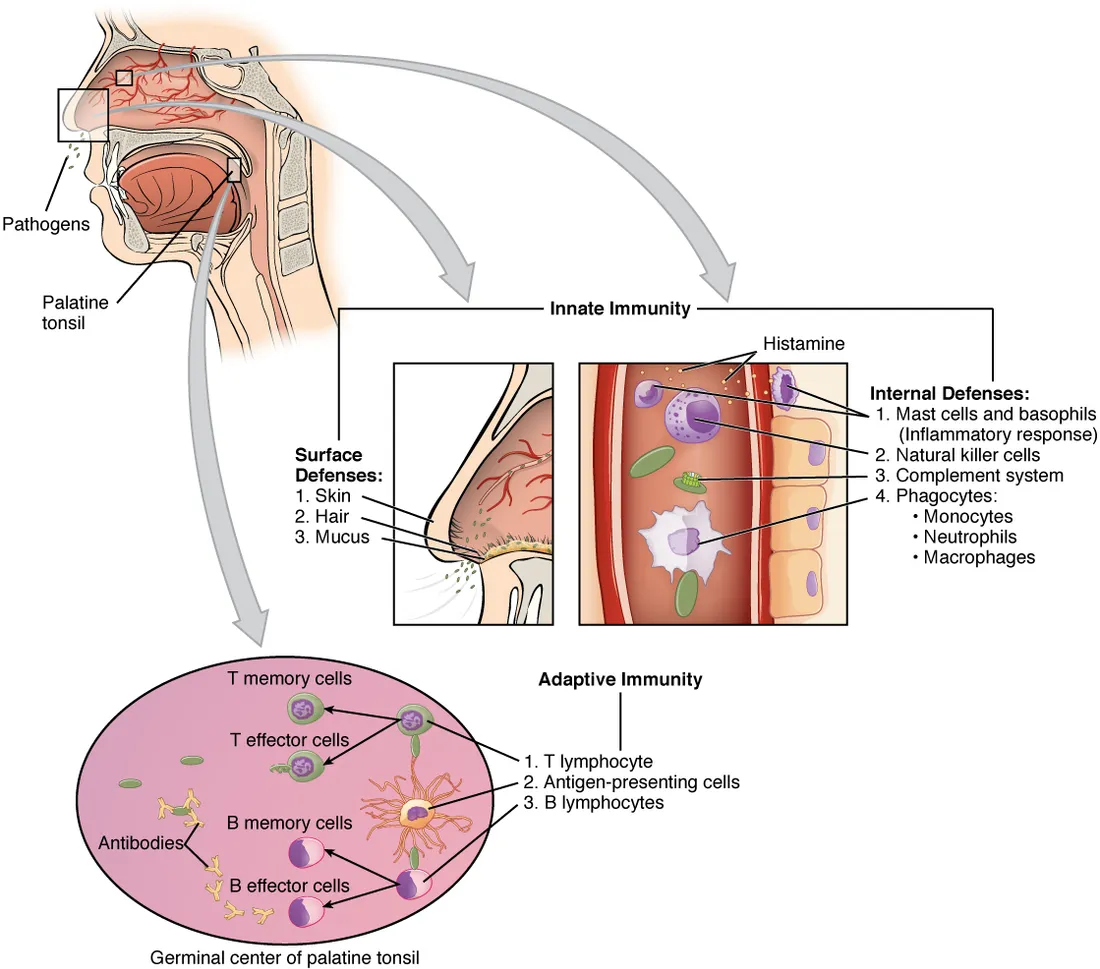 Pathogens
Palatine
tonsil
Innate Immunity
Histamine
Surface
Defenses:
1. Skin
2. Hair
3. Mucus
Internal Defenses:
1. Mast cells and basophils
(Inflammatory response)
2. Natural killer cells
3. Complement system
4. Phagocytes:
• Monocytes
• Neutrophils
• Macrophages
Adaptive Immunity
1. T lymphocyte
2. Antigen-presenting cells
3. B lymphocytes
T memory cells
T effector cells
B memory cells
Antibodies
B effector cells
Germinal center of palatine tonsil